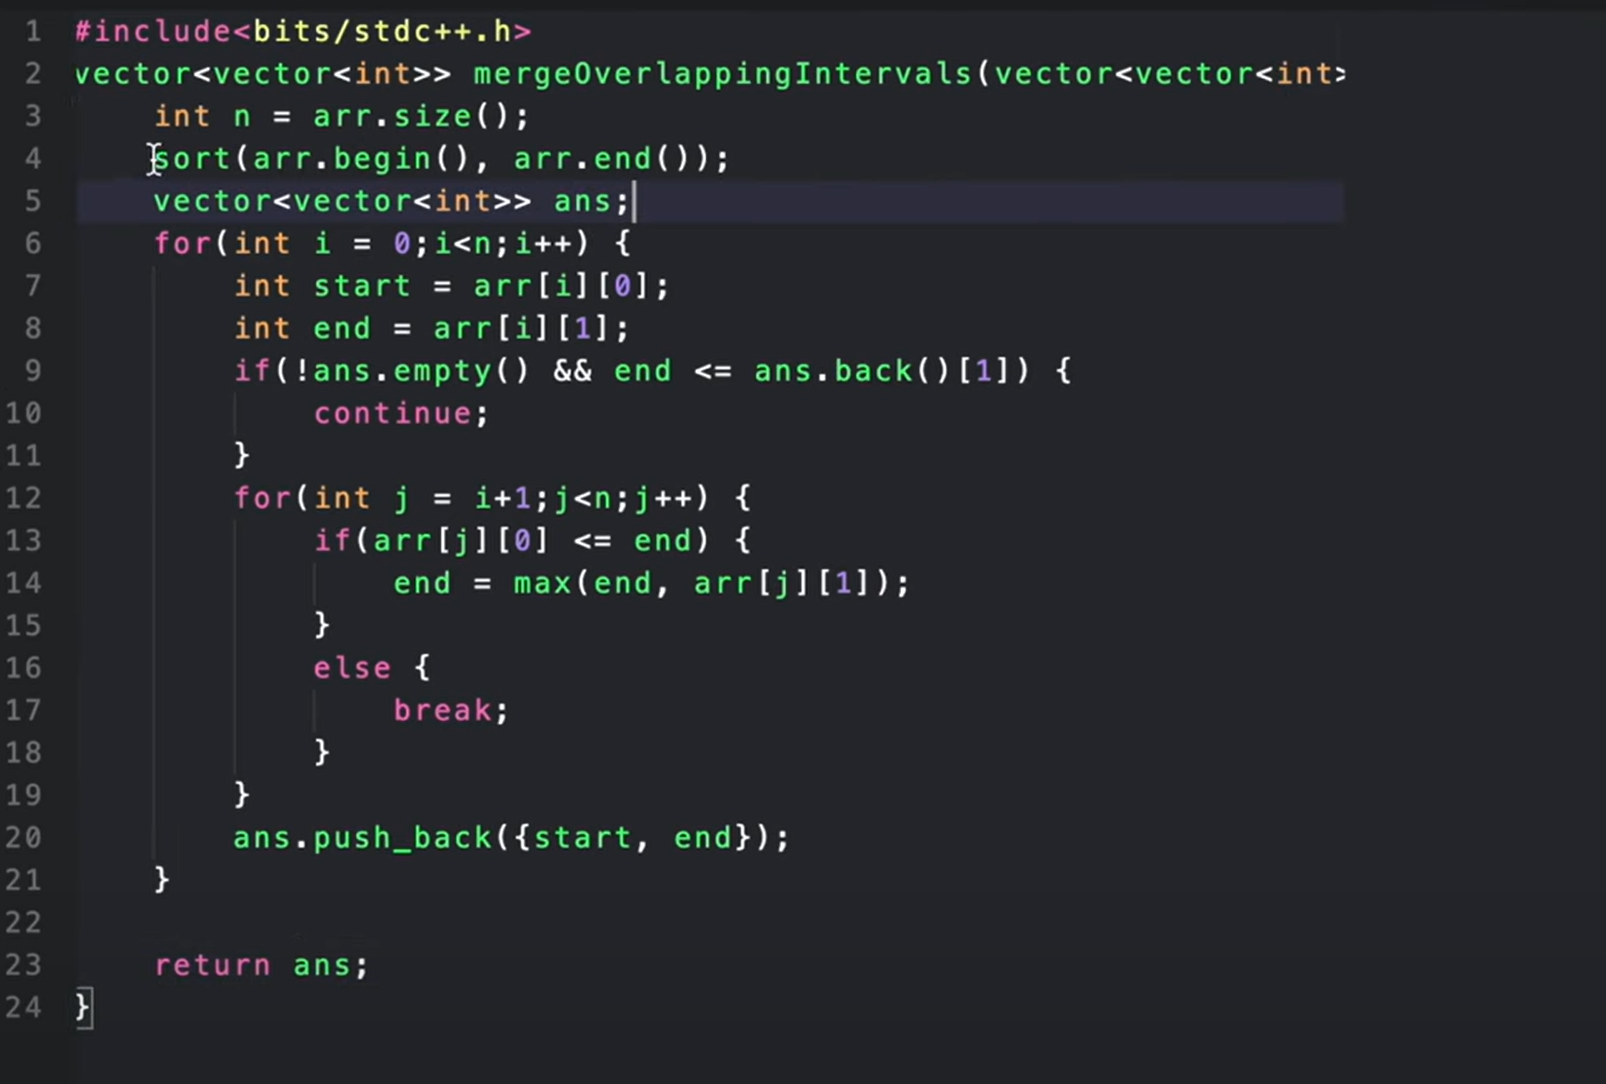 1 #include<bits/stdc++.h>
2 vector<vector<int>> mergeOverlappingIntervals(vector<vector<int>
3 int n = arr.size();
4 sort(arr.begin(), arr.end());
5 vector<vector<int>> ans;
6 for(int i = 0;i<n;i++) {
7 int start = arr[i][0];
8 int end = arr[i][1];
9 if(!ans.empty() && end <= ans.back()[1]) {
10 continue;
11 }
12 for(int j = i+1;j<n;j++) {
13 if(arr[j][0] <= end) {
14 end = max(end, arr[j][1]);
15 }
16 else {
17 break;
18 }
19 }
20 ans.push_back({start, end});
21 }
22
23 return ans;
24 }